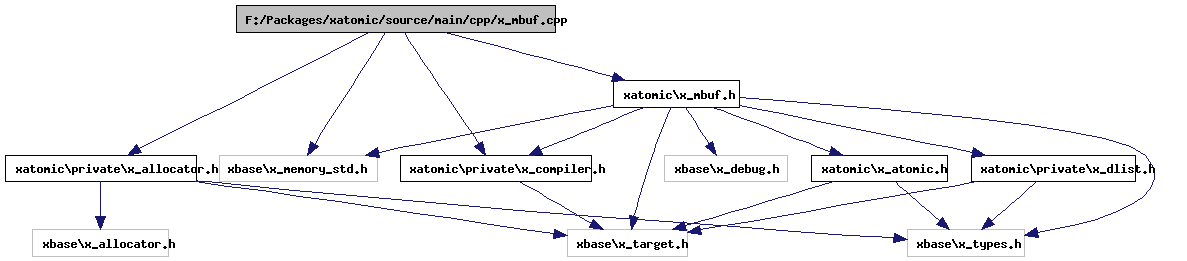 F:/Packages/xatomic/source/main/cpp/x_mbuf.cpp
xatomic\x_mbuf.h
xatomic\private\x_allocator.h
xbase\x_memory_std.h
xatomic\private\x_compiler.h
xbase\x_debug.h
xatomic\x_atomic.h
xatomic\private\x_dlist.h
xbase\x_allocator.h
xbase\x_target.h
xbase\x_types.h